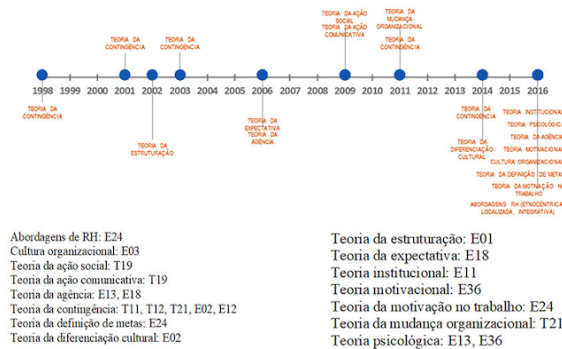 TEORIA DA AÇÃO
SOCIAL
TEORIA DA AÇÃO
COMUNICATIVA
TEORIA DA
MUDANÇA
ORGANIZACIONAL
TEORIA DA
CONTINGÊNCIA
TEORIA DA
CONTINGÊNCIA
TEORIA DA
CONTINGÊNCIA
1998 1999 2000 2001 2002 2003 2004 2005 2006 2007 2008 2009 2010 2011 2012 2013 2014 2015 2016
TEORIA DA
CONTINGÊNCIA
TEORIA DA
ESTRUTURAÇÃO
TEORIA DA
EXPECTATIVA
TEORIA DA
AGÊNCIA
TEORIA DA
CONTINGÊNCIA
TEORIA DA
DIFERENCIAÇÃO
CULTURAL
TEORIA INSTITUCIONAL
TEORIA PSICOLÓGICA
TEORIA DA AGÊNCIA
TEORIA MOTIVACIONAL
CULTURA ORGANIZACIONAL
TEORIA DA DEFINIÇÃO DE METAS
TEORIA DA MOTIVAÇÃO NO
TRABALHO
ABORDAGENS RH (ETNOCÊNTRICA,
LOCALIZADA, INTEGRATIVA)
Abordagens de RH: E24
Cultura organizacional: E03
Teoria da ação social: T19
Teoria da ação comunicativa: T19
Teoria da agência: E13, E18
Teoria da contingência: T11, T12, T21, E02, E12
Teoria da definição de metas: E24
Teoria da diferenciação cultural: E02
Teoria da estruturação: E01
Teoria da expectativa: E18
Teoria institucional: E11
Teoria motivacional: E36
Teoria da motivação no trabalho: E24
Teoria da mudança organizacional: T21
Teoria psicológica: E13, E36